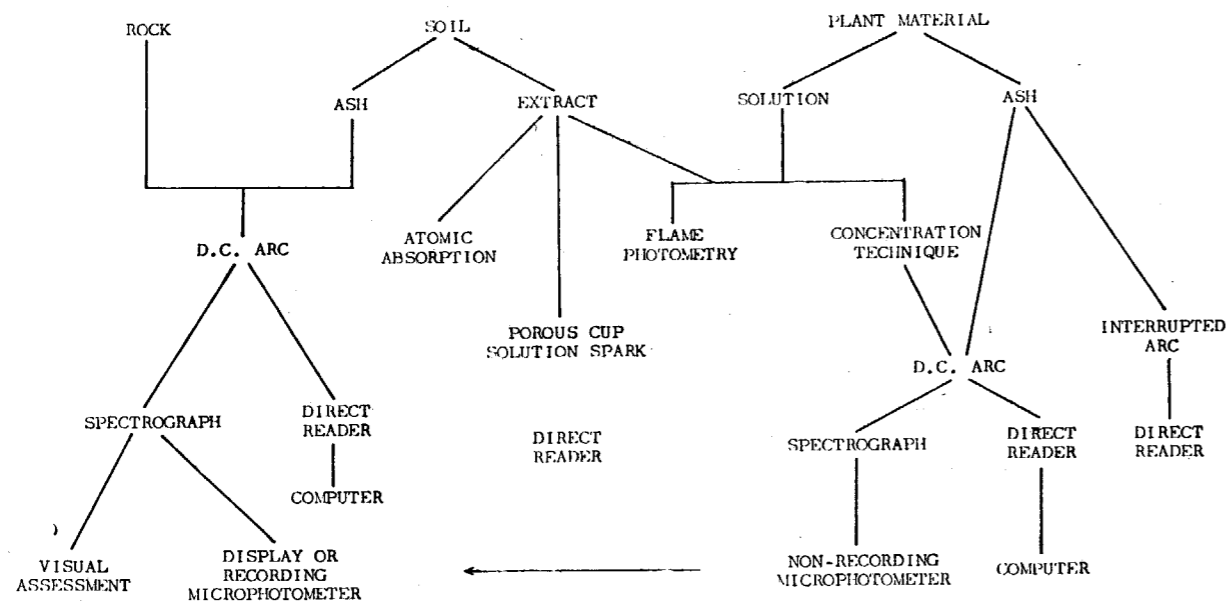 ROCK
SOIL
PLANT MATERIAL
ASH
EXTRACT
SOLUTION
ASH
D.C. ARC
ATOMIC
ABSORPTION
FLAME
PHOTOMETRY
CONCENTRATION
TECHNIQUE
POROUS CUP
SOLUTION SPARK
INTERRUPTED
ARC
D.C. ARC
SPECTROGRAPH
DIRECT
READER
DIRECT
READER
SPECTROGRAPH
DIRECT
READER
DIRECT
READER
COMPUTER
VISUAL
ASSESSMENT
DISPLAY OR
RECORDING
MICROPHOTOMETER
NON-RECORDING
MICROPHOTOMETER
COMPUTER